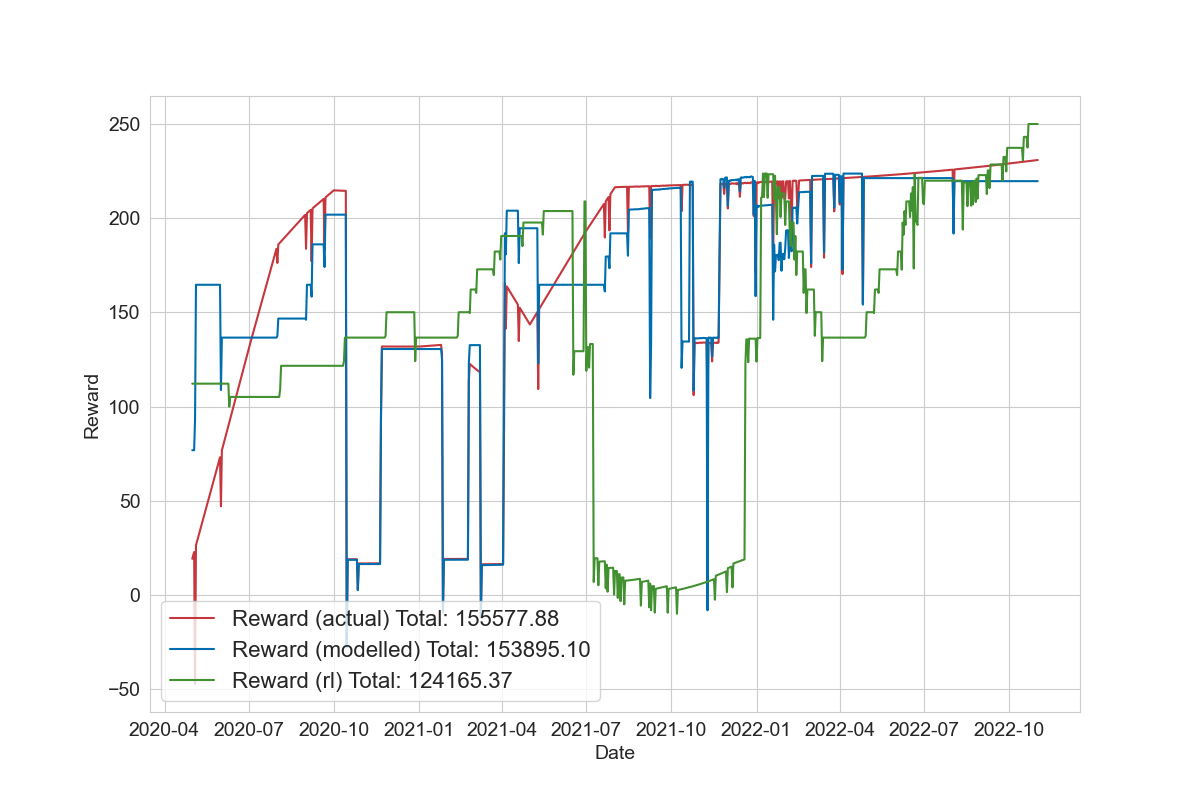 250
200
150
100
50
0
−50
Reward
Reward (actual) Total: 155577.88
Reward (modelled) Total: 153895.10
Reward (rl) Total: 124165.37
2020-04 2020-07 2020-10 2021-01 2021-04 2021-07 2021-10 2022-01 2022-04 2022-07 2022-10
Date